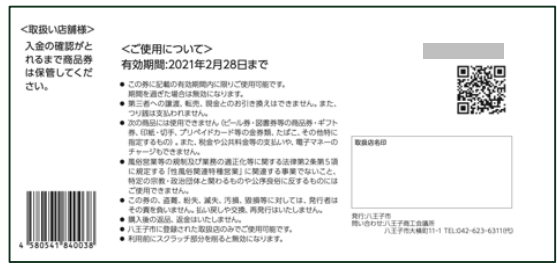 <取扱い店舗様>
入金の確認がと
れるまで商品券
は保管してくだ
さい。
4 580541 840038
<ご使用について>
有効期間:2021年2月28日まで
● この券に記載の有効期間内に限りご使用可能です。
期間を過ぎた場合は無効になります。
● 第三者への譲渡、転売、現金とのお引き換えはできません。また、
つり銭は支払われません。
● 次の商品には使用できません（ビール券・図書券等の商品券・ギフト
券、印紙・切手、プリペイドカード等の金券類、たばこ、その他特に
指定するもの）。また、税金や公共料金等の支払いや、電子マネーの
チャージもできません。
● 風俗営業等の規制及び業務の適正化等に関する法律第2条第5項
に規定する「性風俗関連特種営業」に関連する事業でないこと、
特定の宗教・政治団体と関わるものや公序良俗に反するものには
ご使用できません。
● この券の、盗難、紛失、滅失、汚損、毀損等に対しては、発行者は
その責を負いません。払い戻しや交換、再発行はいたしません。
● 購入後の返品、返金はいたしません。
● 八王子市に登録された取扱店のみでご使用可能です。
● 利用前にスクラッチ部分を削ると無効になります。
取扱店名印
発行:八王子市
問い合わせ:八王子商工会議所
八王子市大横町11-1 TEL:042-623-6311(代)